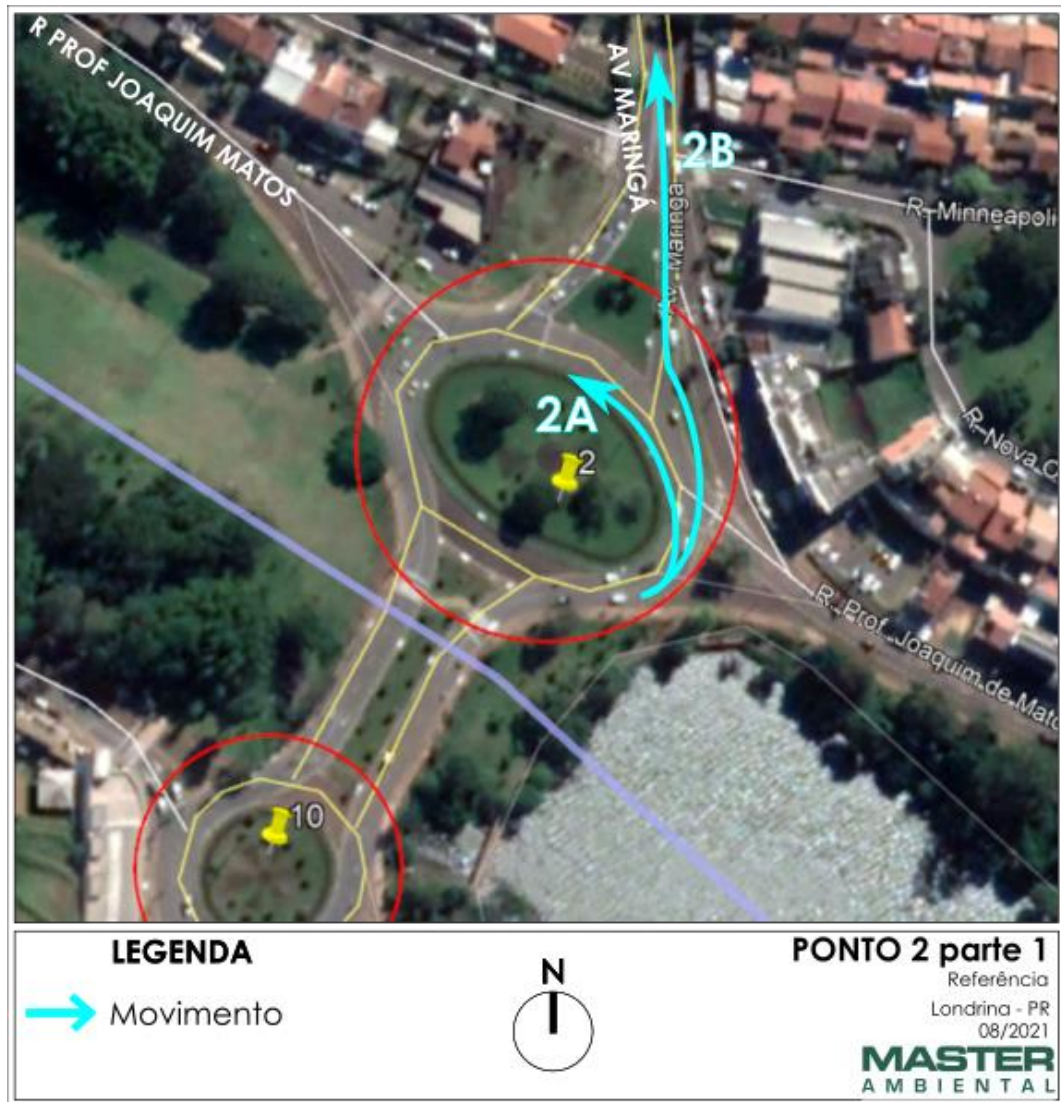 R PROF JOAQUIM MATOS
AV MARINGÁ
2B
Av. Maringá
R. Minneapoli
2A
2
R. Nova C
R. Prof. Joaquim de Mat
10
LEGENDA
Movimento
N
PONTO 2 parte 1
Referência
Londrina - PR
08/2021
MASTER
AMBIENTAL